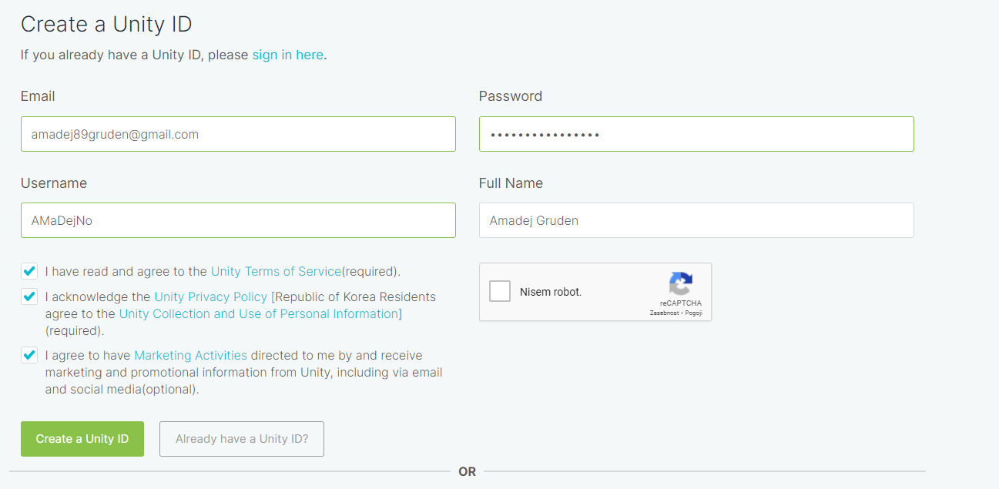 Create a Unity ID
If you already have a Unity ID, please sign in here.
Email
Password
amadej89gruden@gmail.com
••••••••••••••••
Username
Full Name
AMaDejNo
Amadej Gruden
I have read and agree to the Unity Terms of Service(required).
I acknowledge the Unity Privacy Policy [Republic of Korea Residents
agree to the Unity Collection and Use of Personal Information]
(required).
I agree to have Marketing Activities directed to me by and receive
marketing and promotional information from Unity, including via email
and social media(optional).
Nisem robot.
reCAPTCHA
Zasebnost - Pogoji
Create a Unity ID
Already have a Unity ID?
OR